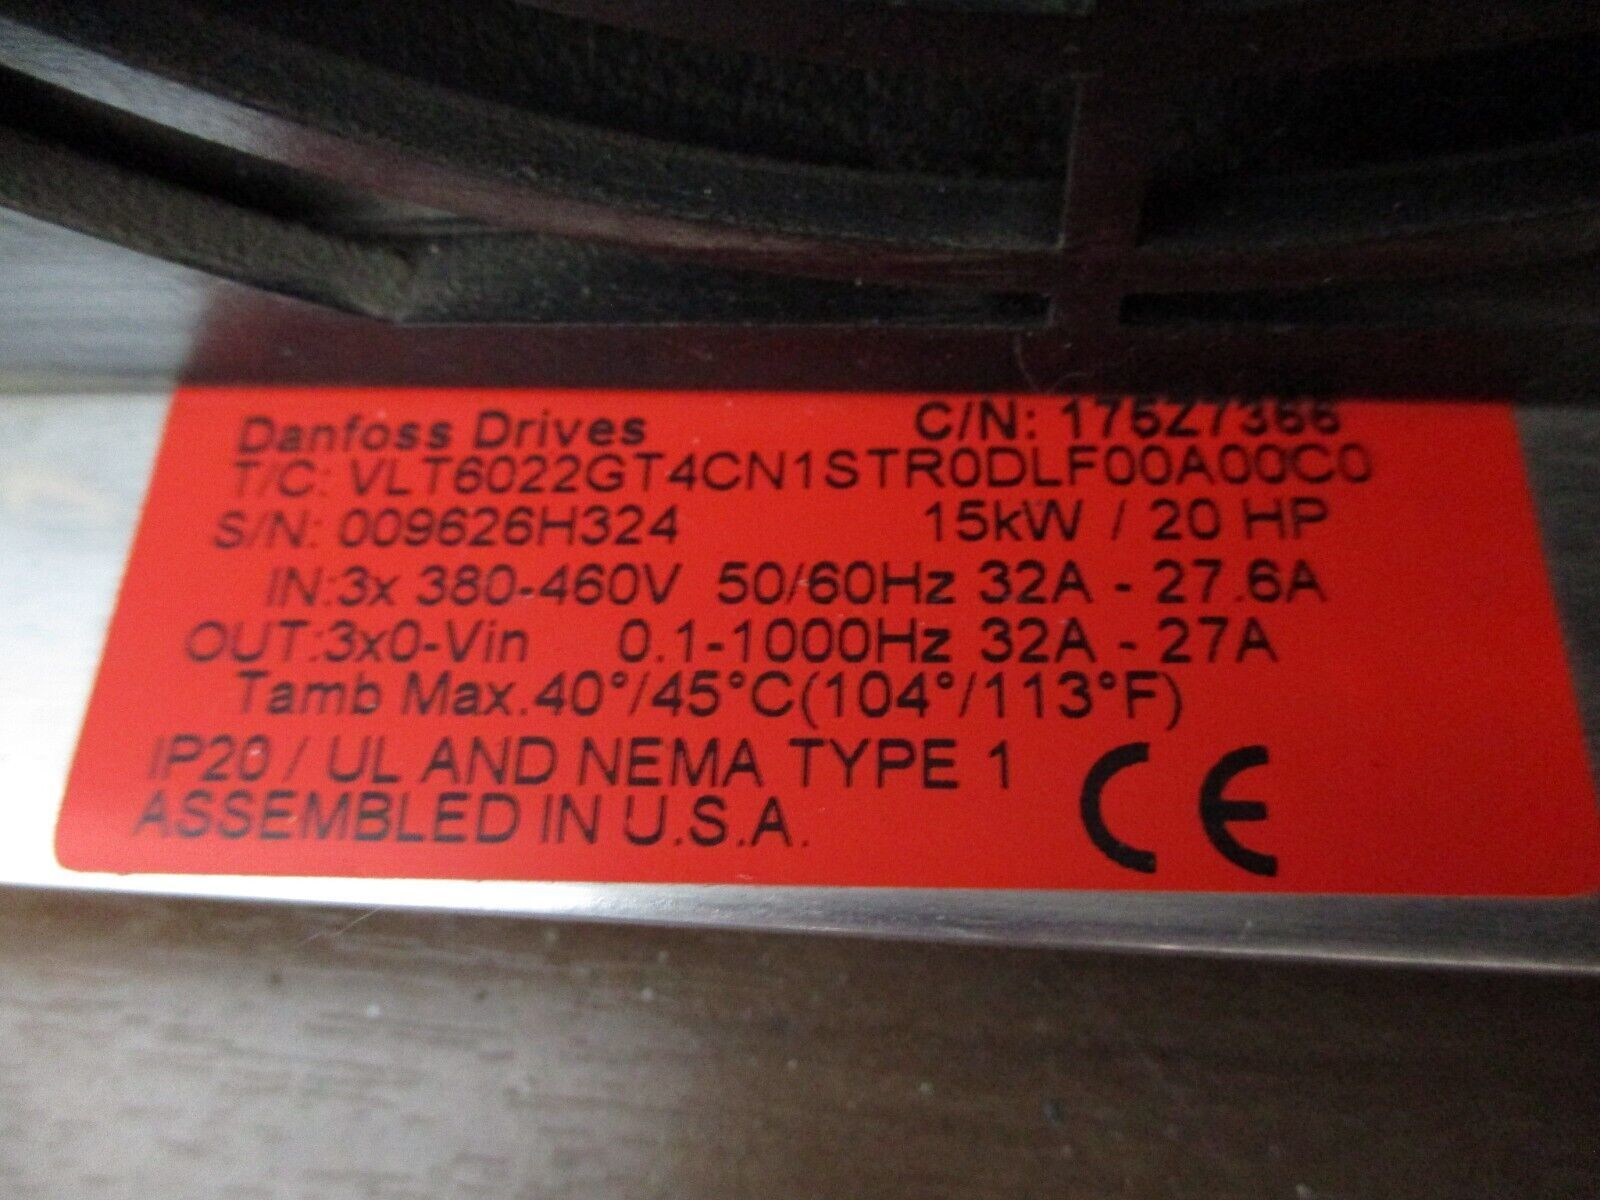 Danfoss Drives C/N: 175Z7366
T/C: VLT6022GT4CN1STR0DLF00A00C0
S/N: 009626H324 15kW / 20 HP
IN:3x 380-460V 50/60Hz 32A - 27.6A
OUT:3x0-Vin 0.1-1000Hz 32A - 27A
Tamb Max.40°/45°C(104°/113°F)
IP20 / UL AND NEMA TYPE 1
ASSEMBLED IN U.S.A.
CE